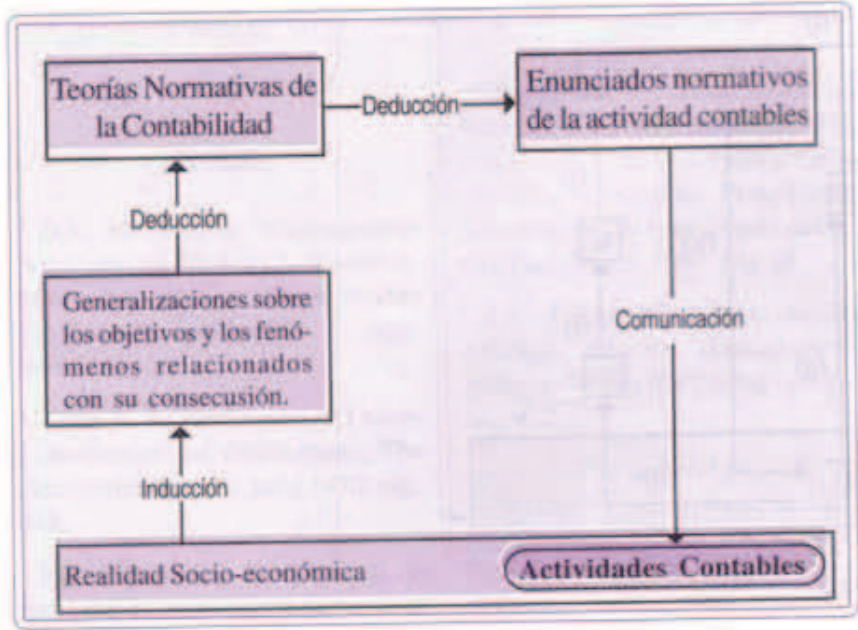 Teorías Normativas de
la Contabilidad
Deducción
Enunciados normativos
de la actividad contables
Deducción
Generalizaciones sobre
los objetivos y los fenó-
menos relacionados
con su consecusión.
Comunicación
Inducción
Realidad Socio-económica
Actividades Contables